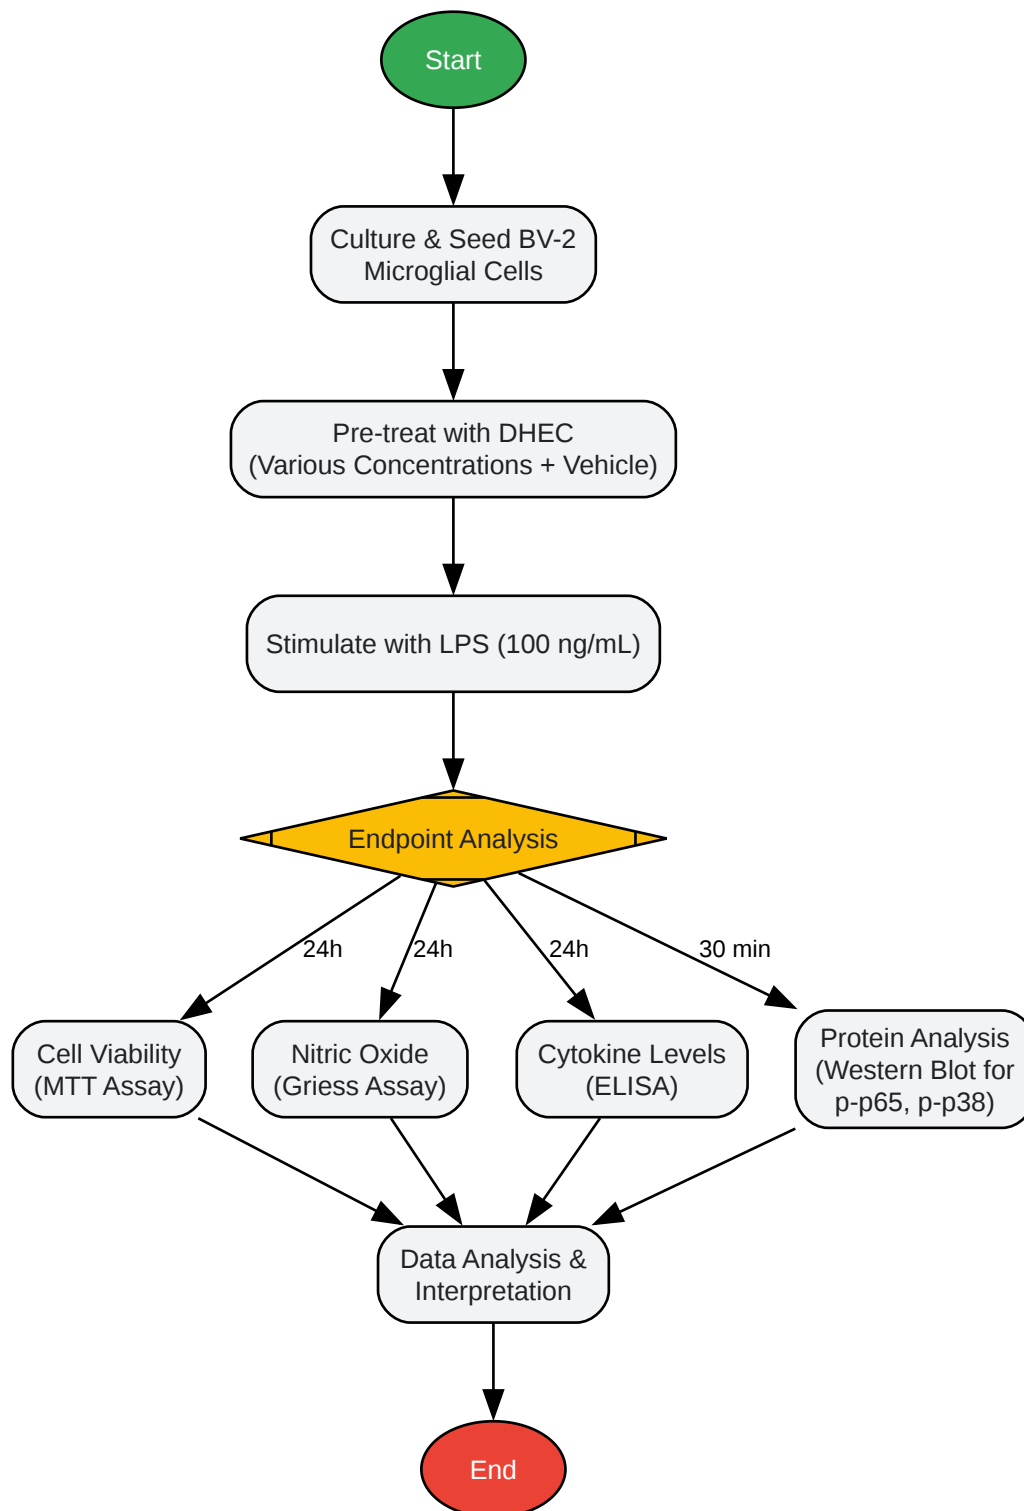 Start
Culture & Seed BV-2
Microglial Cells
Pre-treat with DHEC
(Various Concentrations + Vehicle)
Stimulate with LPS (100 ng/mL)
Endpoint Analysis
24h
24h
24h
30 min
Cell Viability
(MTT Assay)
Nitric Oxide
(Griess Assay)
Cytokine Levels
(ELISA)
Protein Analysis
(Western Blot for
p-p65, p-p38)
Data Analysis &
Interpretation
End